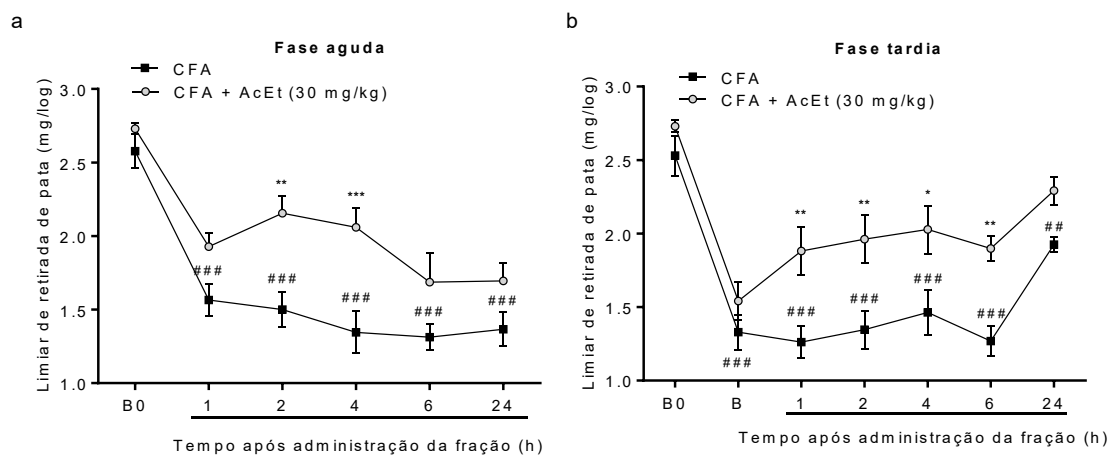 a
Fase aguda
CFA
CFA + AcEt (30 mg/kg)
Limiar de retirada de pata (mg/log)
3.0
2.5
2.0
1.5
1.0
**
***
###
###
###
###
###
B0 1 2 4 6 24
Tempo após administração da fração (h)
b
Fase tardia
CFA
CFA + AcEt (30 mg/kg)
Limiar de retirada de pata (mg/log)
3.0
2.5
2.0
1.5
1.0
**
**
*
**
##
###
###
###
###
###
B0 B 1 2 4 6 24
Tempo após administração da fração (h)